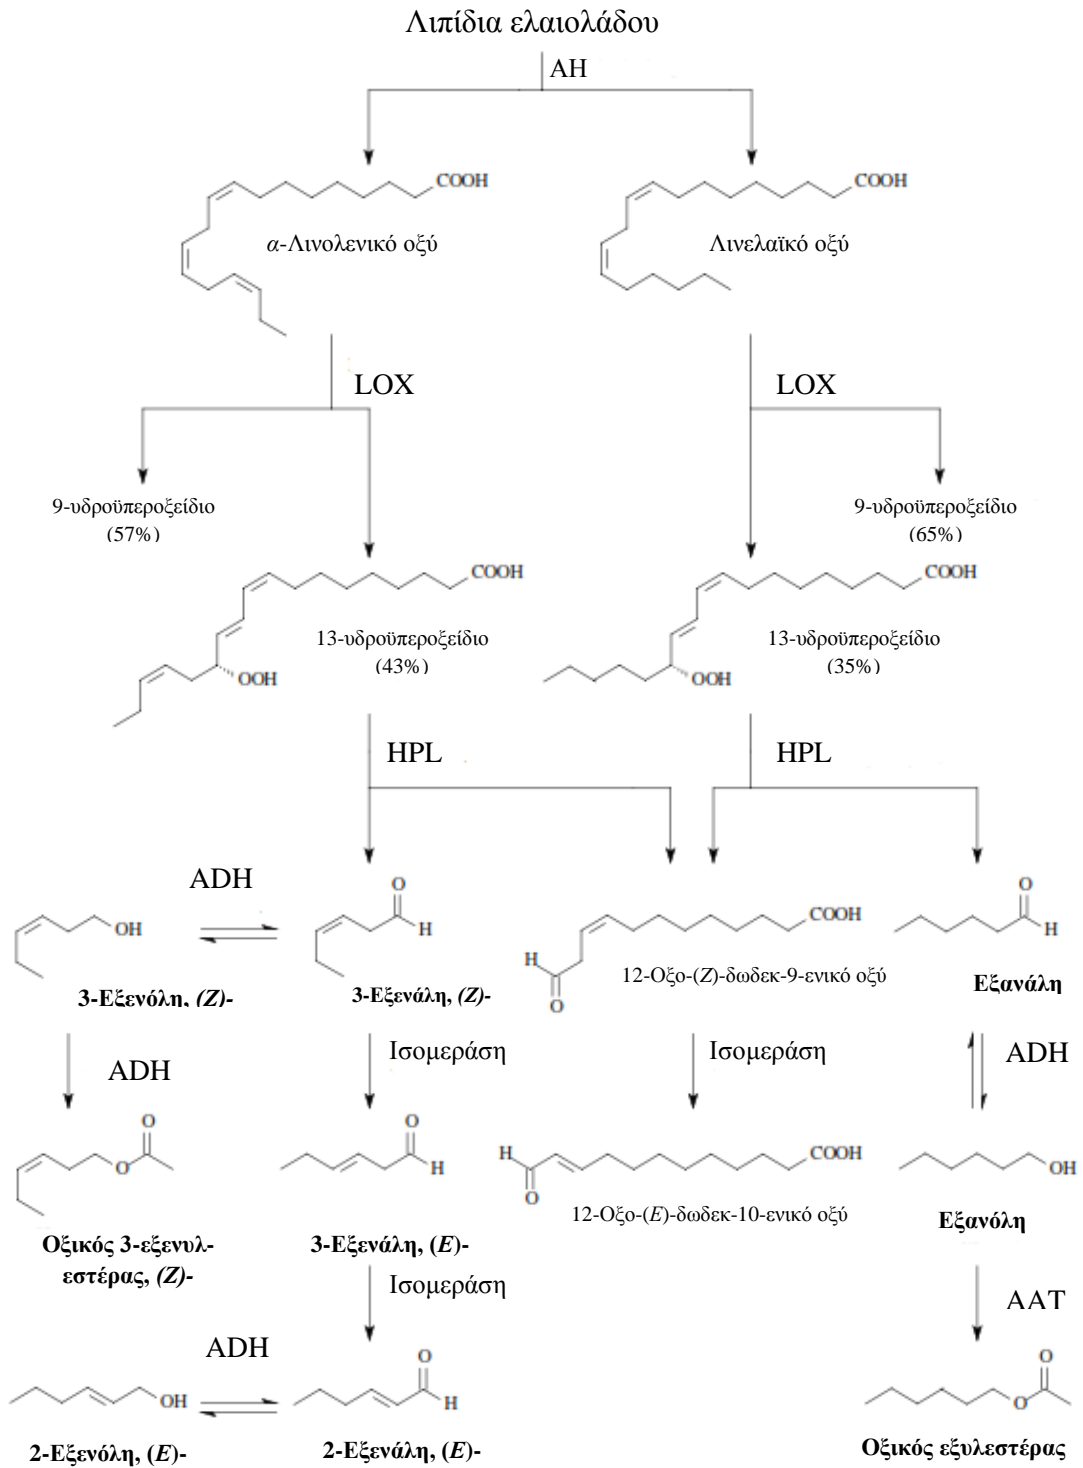 Λιπίδια ελαιολάδου
AH
COOH
COOH
α-Λινολενικό οξύ
Λινελαϊκό οξύ
LOX
LOX
9-υδροϋπεροξείδιο
(57%)
9-υδροϋπεροξείδιο
(65%)
COOH
COOH
13-υδροϋπεροξείδιο
(43%)
13-υδροϋπεροξείδιο
(35%)
OOH
OOH
HPL
HPL
ADH
OH
O
H
COOH
H
O
O
H
3-Εξενόλη, (Z)-
3-Εξενάλη, (Z)-
12-Οξο-(Z)-δωδεκ-9-ενικό οξύ
Εξανάλη
ADH
Ισομεράση
Ισομεράση
ADH
O
O
O
H
H
O
COOH
OH
Οξικός 3-εξενυλ-
εστέρας, (Z)-
3-Εξενάλη, (E)-
12-Οξο-(E)-δωδεκ-10-ενικό οξύ
Εξανόλη
Ισομεράση
AAT
ADH
OH
O
H
O
O
2-Εξενόλη, (E)-
2-Εξενάλη, (E)-
Οξικός εξυλεστέρας